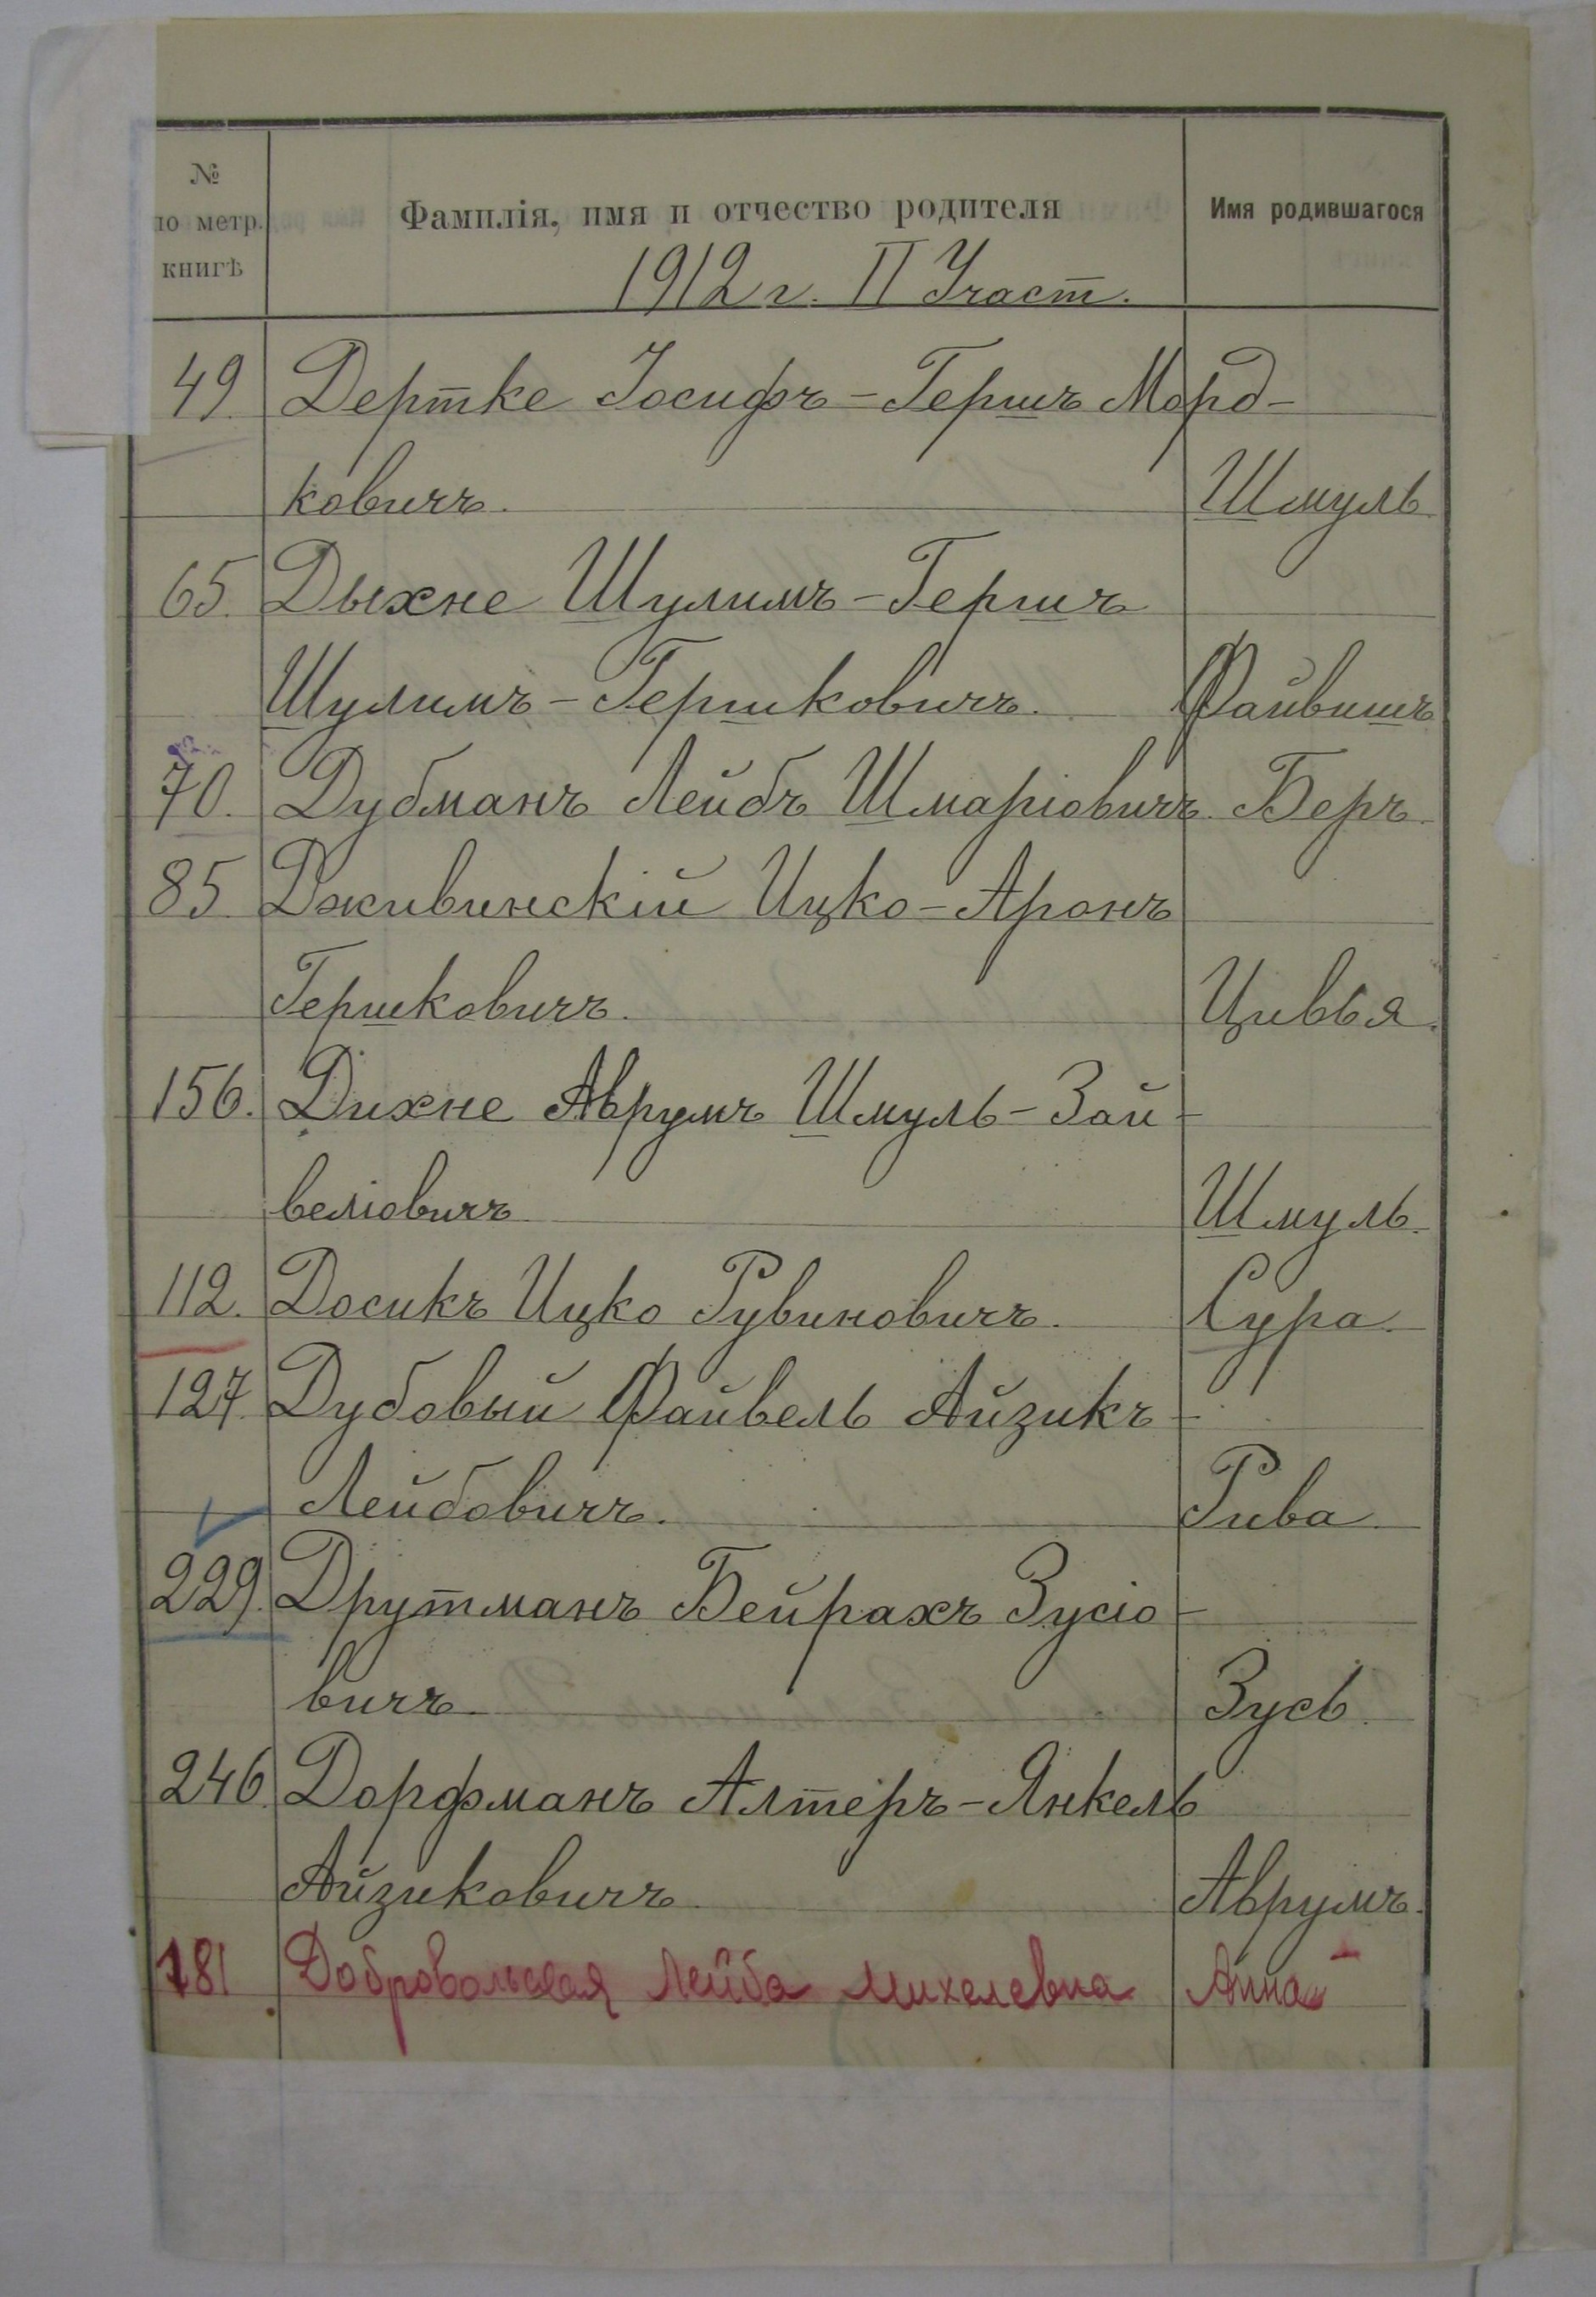 №
по метр.
книгѣ
Фамилія, имя и отчество родителя
Имя родившагося
1912 г. II Участ.
49. Дертке Іосифъ-Гершъ Морд-
ковичъ. Шмуль
65. Дыхне Шулимъ-Гершъ
Шулимъ-Гершковичъ. Файвишъ
70. Дубманъ Лейбъ Шмаріовичъ. Беръ.
85. Дживинскій Ицко-Аронъ
Гершковичъ. Цивья.
156. Дихне Аврумъ Шмуль-Зай-
веліовичъ Шмуль.
112. Досикъ Ицко Рувиновичъ. Сура.
127. Дубовый Файвель Айзикъ-
Лейбовичъ. Рива
229. Друтманъ Бейрахъ Зусіо-
вичъ. Зусь.
246. Дорфманъ Алтеръ-Янкель
Айзиковичъ Аврумъ.
181 Добровольская Лейба Михелевна Анна